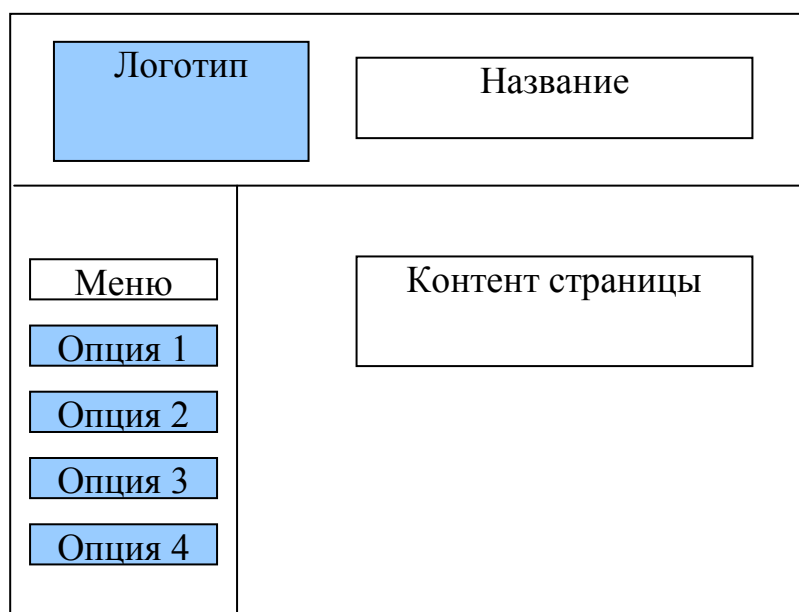 Логотип
Название
Меню
Контент страницы
Опция 1
Опция 2
Опция 3
Опция 4